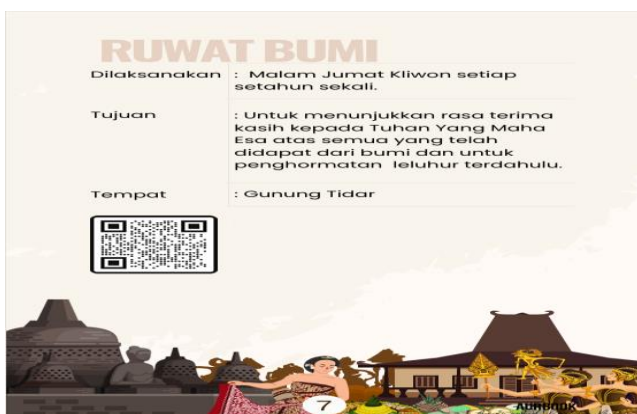 RUWAT BUMI
Dilaksanakan : Malam Jumat Kliwon setiap
setahun sekali.
Tujuan : Untuk menunjukkan rasa terima
kasih kepada Tuhan Yang Maha
Esa atas semua yang telah
didapat dari bumi dan untuk
penghormatan leluhur terdahulu.
Tempat : Gunung Tidar
7